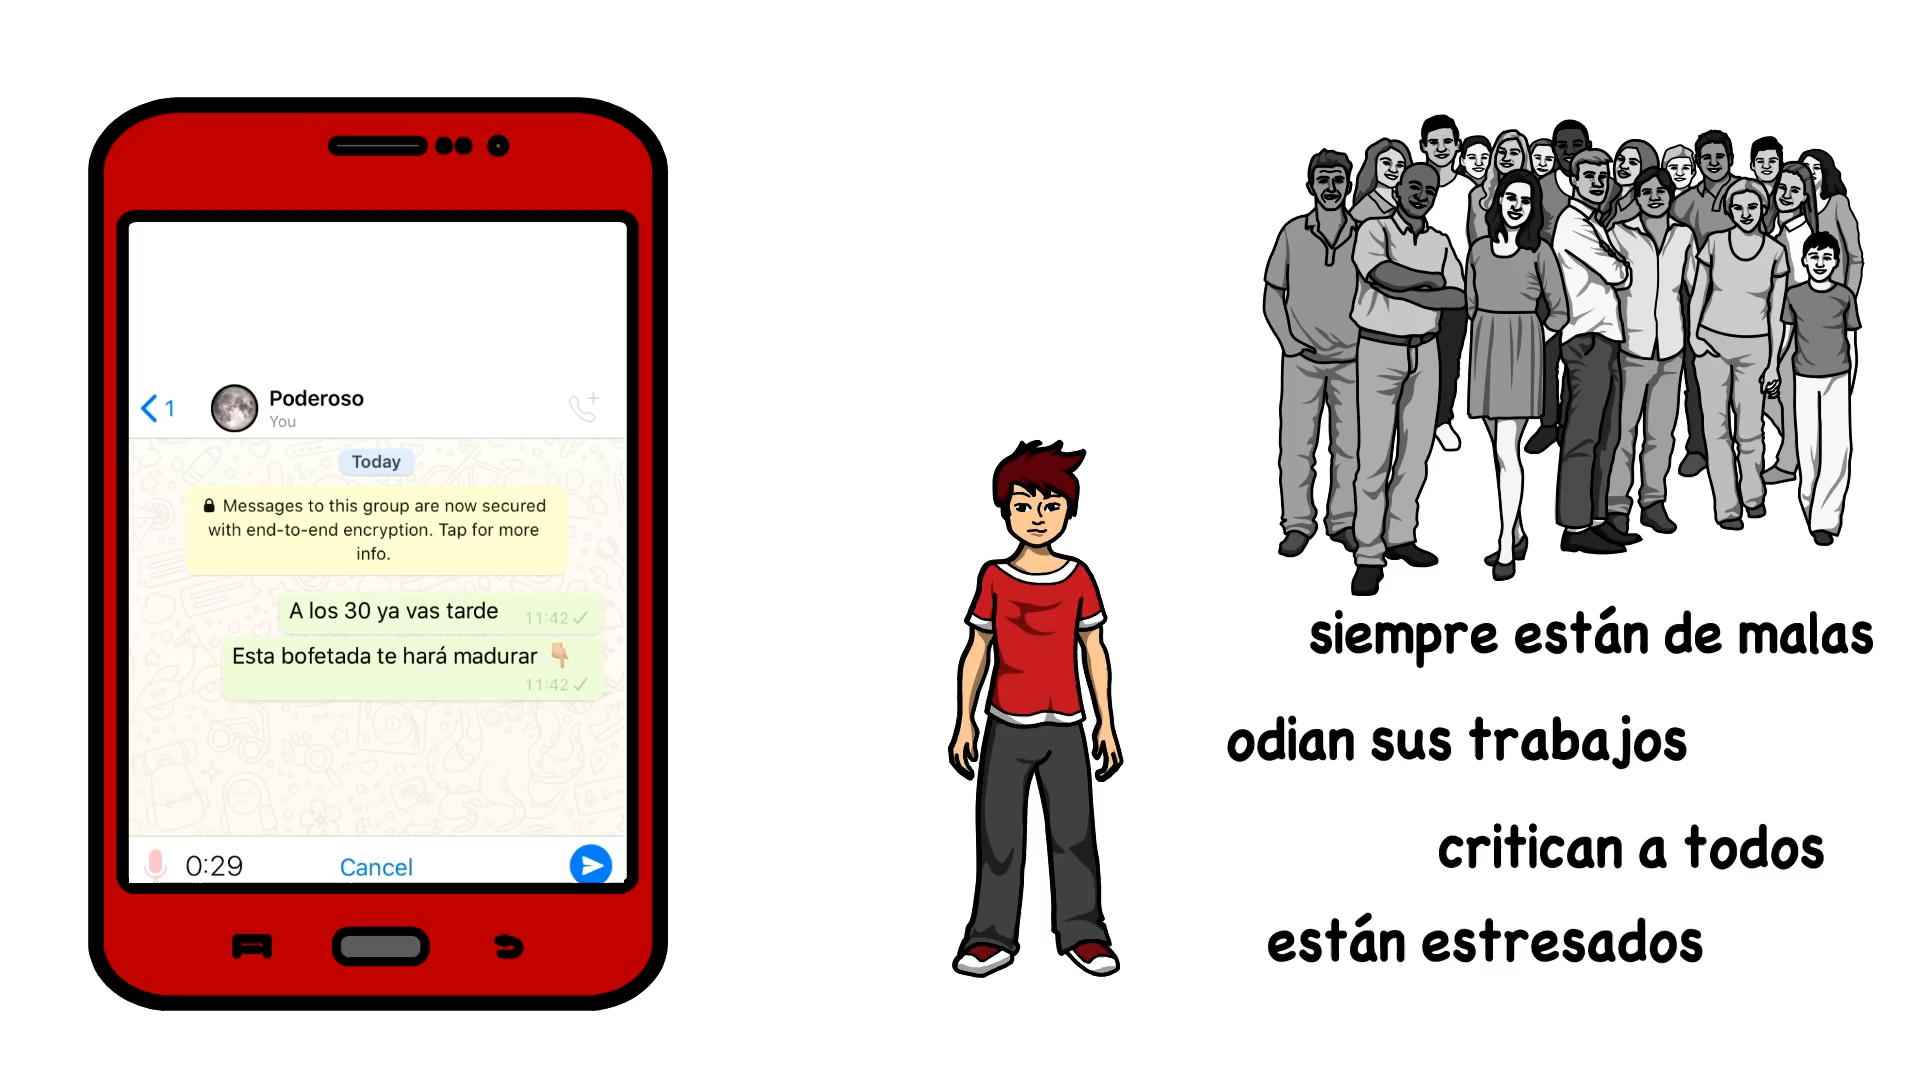 1
Poderoso
You
Today
Messages to this group are now secured
with end-to-end encryption. Tap for more
info.
A los 30 ya vas tarde
11:42
Esta bofetada te hará madurar
11:42
0:29
Cancel
siempre están de malas
odian sus trabajos
critican a todos
están estresados